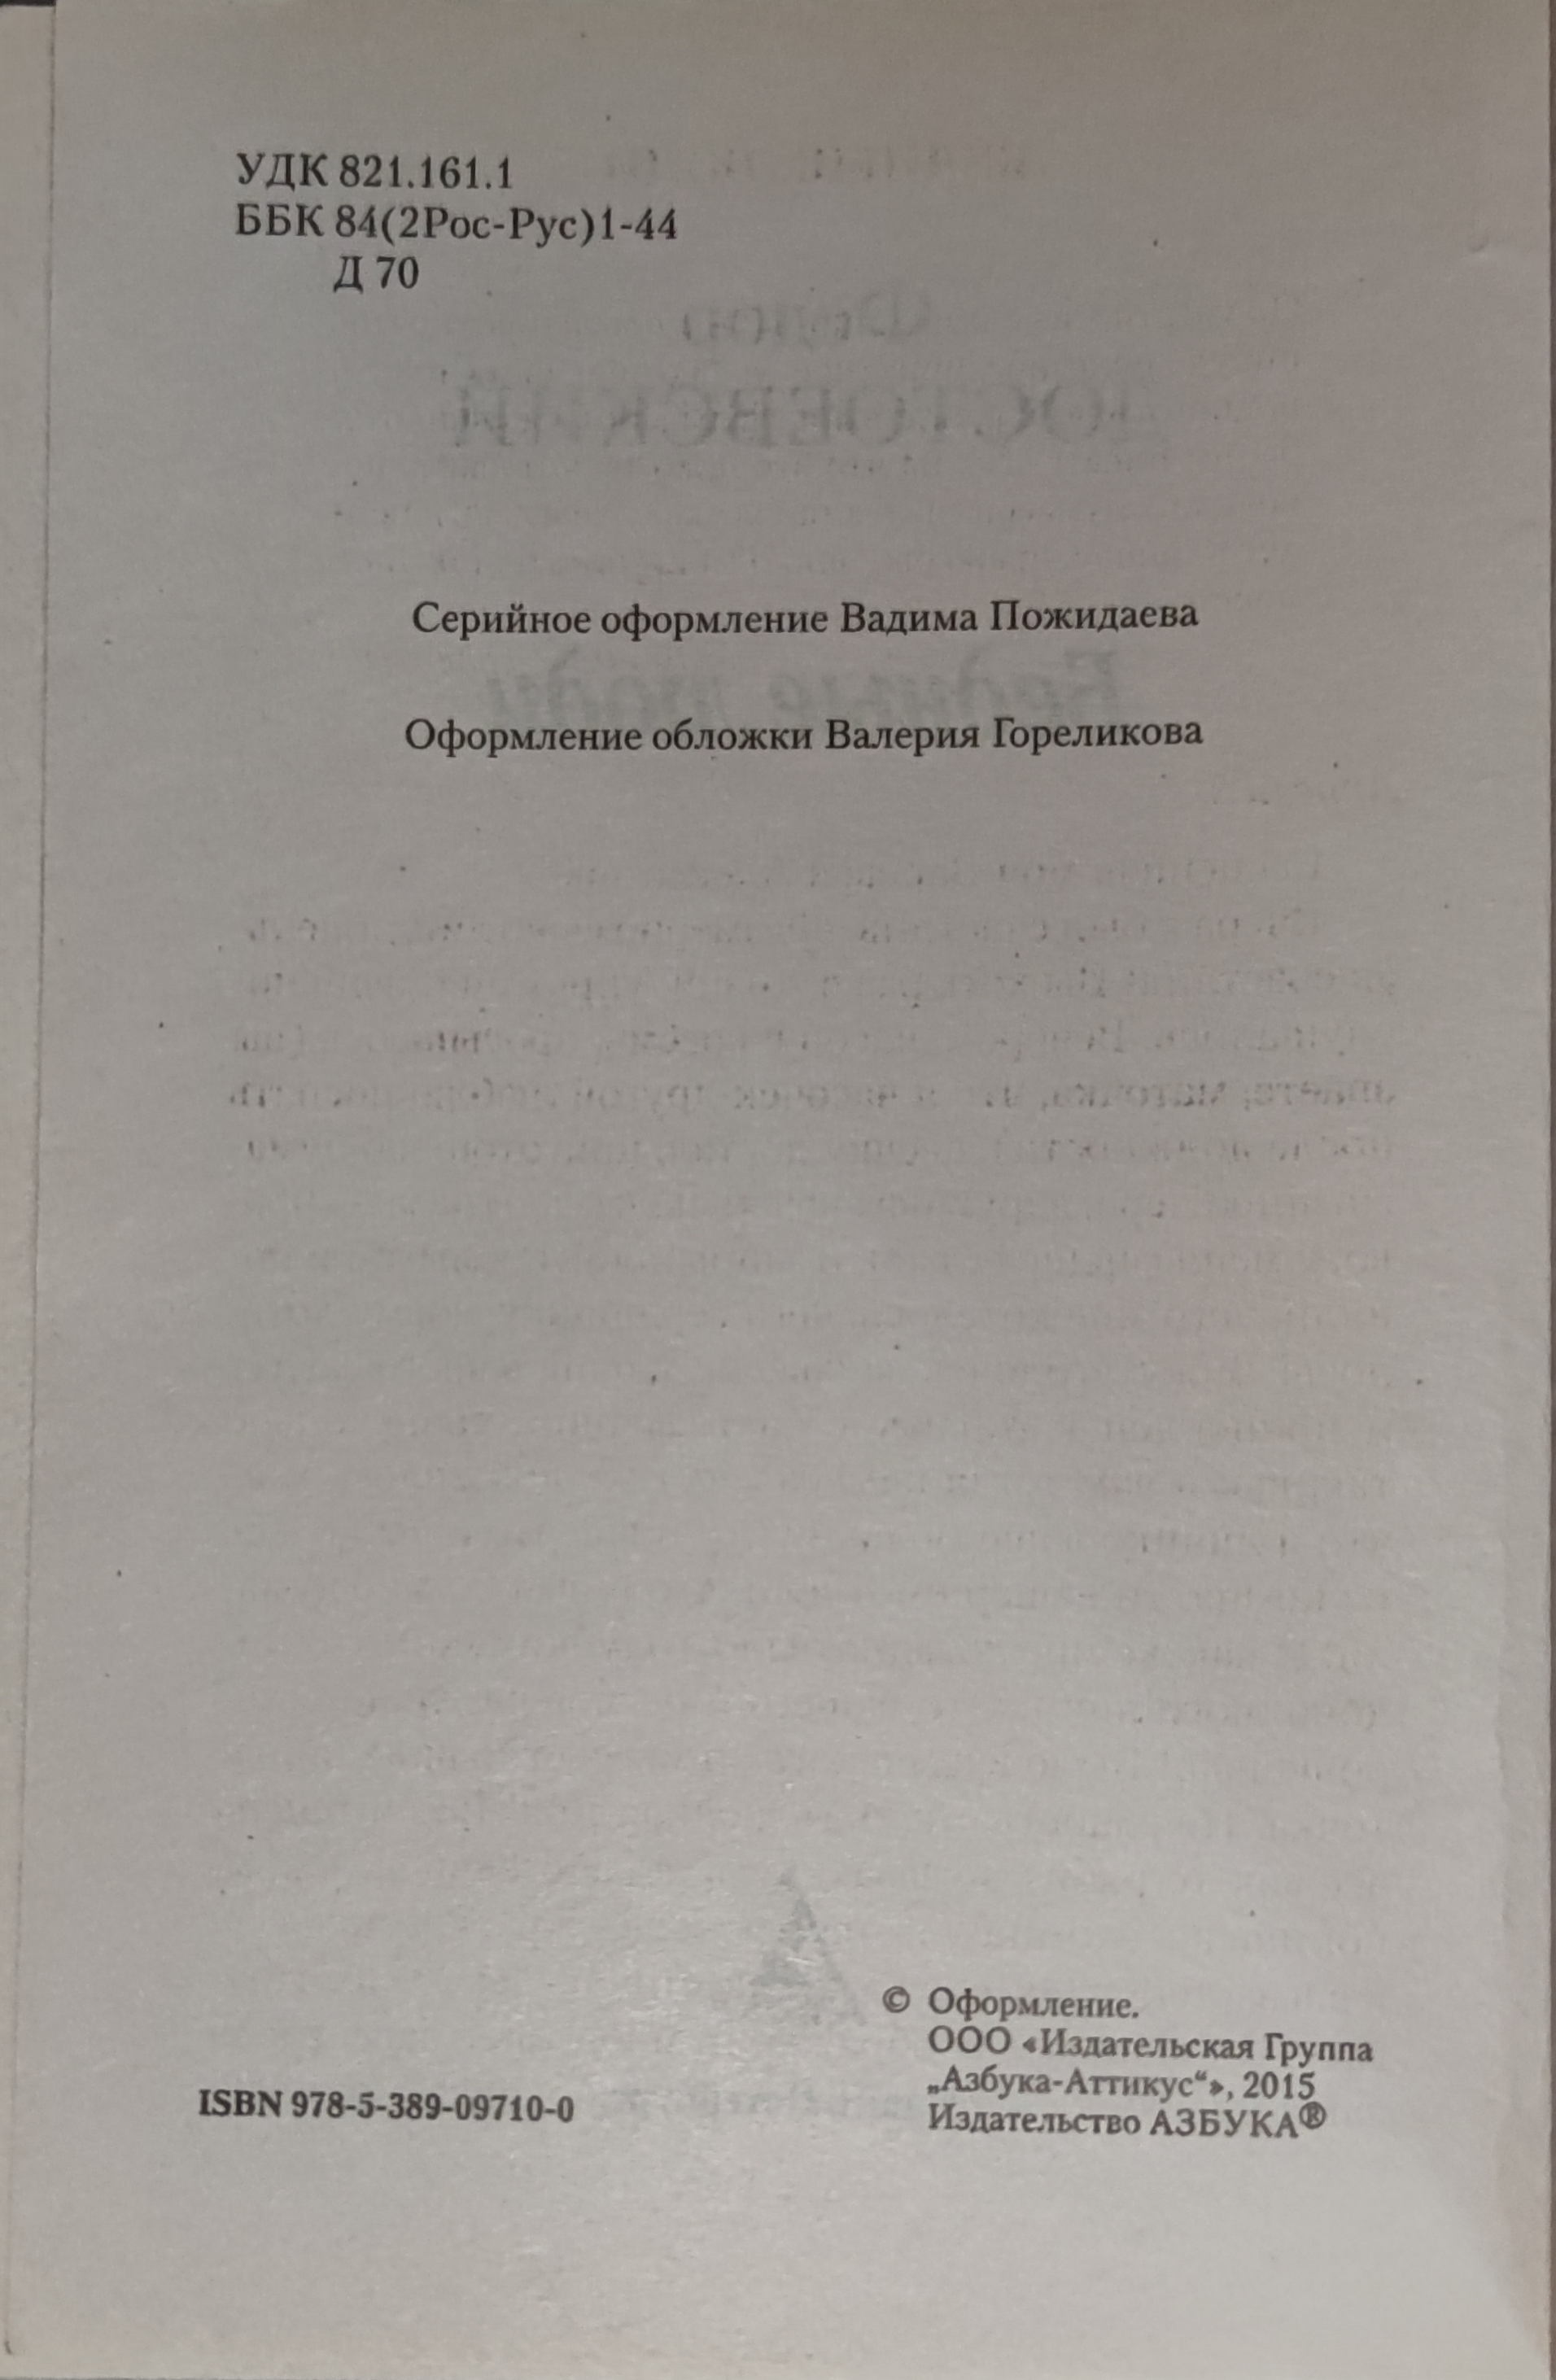 УДК 821.161.1
ББК 84(2Рос-Рус)1-44
Д 70
Серийное оформление Вадима Пожидаева
Оформление обложки Валерия Гореликова
© Оформление.
ООО «Издательская Группа
„Азбука-Аттикус“», 2015
Издательство АЗБУКА®
ISBN 978-5-389-09710-0